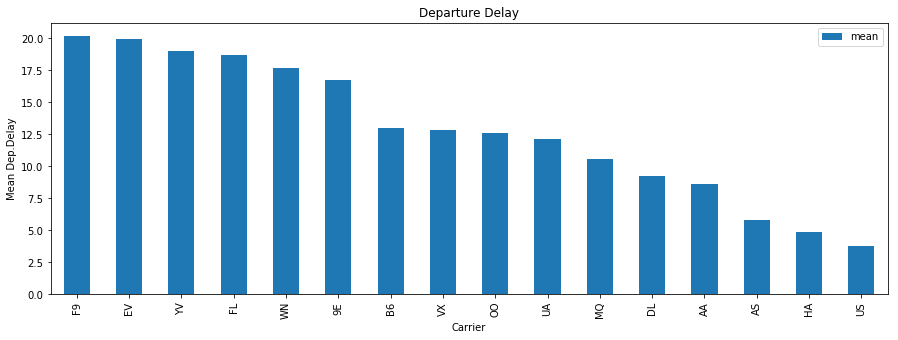 Departure Delay
mean
Mean Dep.Delay
20.0
17.5
15.0
12.5
10.0
7.5
5.0
2.5
0.0
F9 EV YV FL WN 9E B6 VX OO UA MQ DL AA AS HA US
Carrier